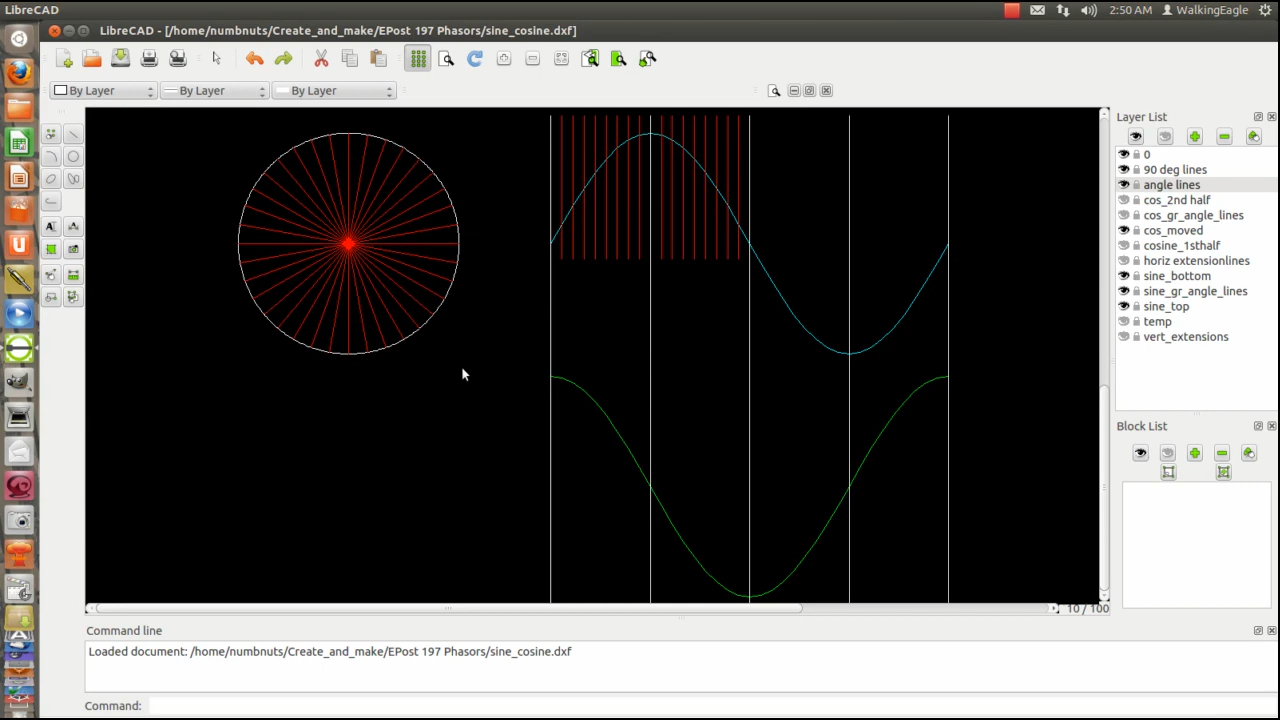 LibreCAD
2:50 AM WalkingEagle
LibreCAD - [/home/numbnuts/Create_and_make/EPost 197 Phasors/sine_cosine.dxf]
By Layer By Layer By Layer
Layer List
0
90 deg lines
angle lines
cos_2nd half
cos_gr_angle_lines
cos_moved
cosine_1sthalf
horiz extensionlines
sine_bottom
sine_gr_angle_lines
sine_top
temp
vert_extensions
Block List
10 / 100
Command line
Loaded document: /home/numbnuts/Create_and_make/EPost 197 Phasors/sine_cosine.dxf
Command: